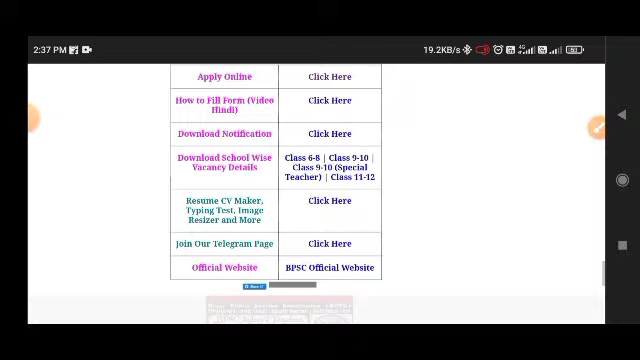 2:37 PM
19.2KB/s
4G
Apply Online
Click Here
How to Fill Form (Video
Hindi)
Click Here
Download Notification
Click Here
Download School Wise
Vacancy Details
Class 6-8 | Class 9-10 |
Class 9-10 (Special
Teacher) | Class 11-12
Resume CV Maker,
Typing Test, Image
Resizer and More
Click Here
Join Our Telegram Page
Click Here
Official Website
BPSC Official Website